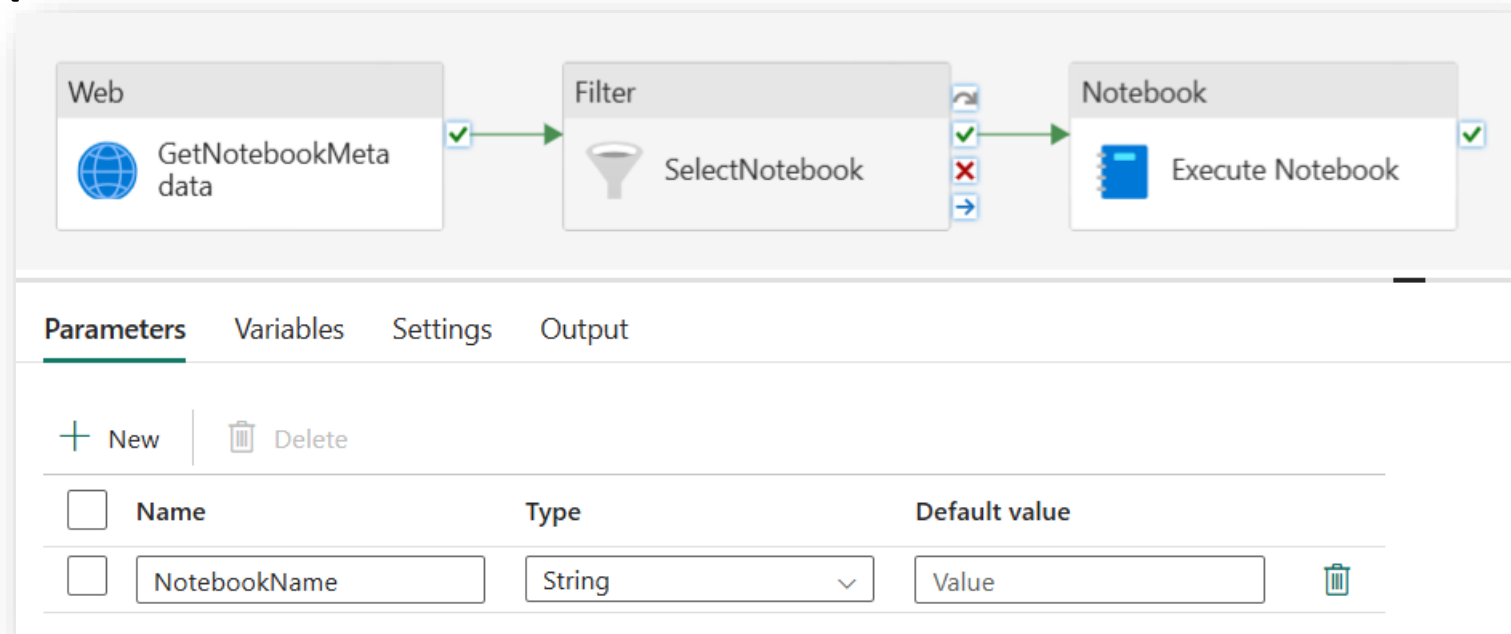 Web
GetNotebookMeta
data
Filter
SelectNotebook
Notebook
Execute Notebook
Parameters Variables Settings Output
New Delete
Name Type Default value
NotebookName String Value